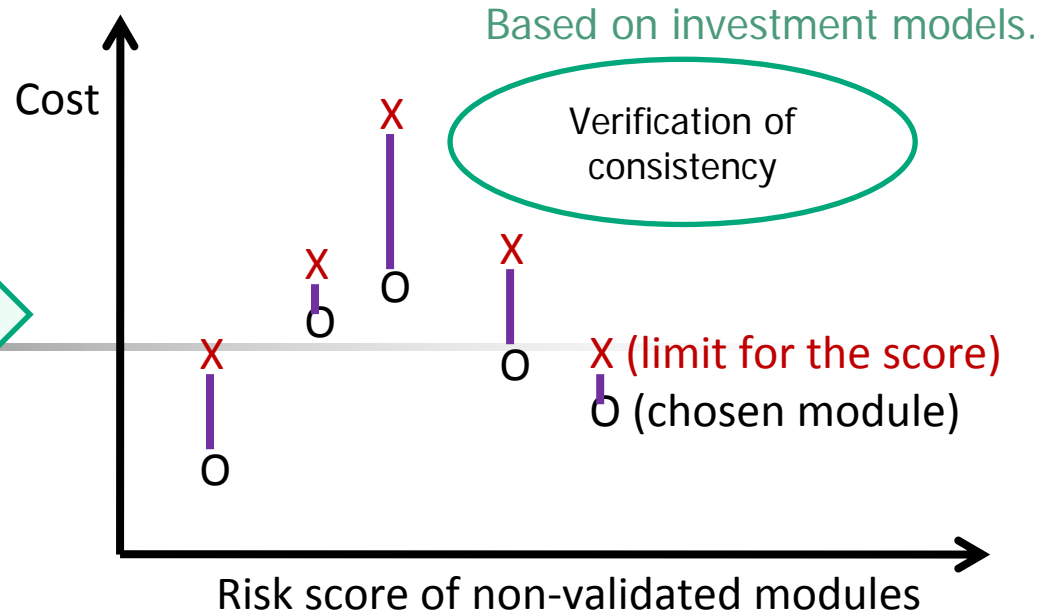 Based on investment models.
Cost
Verification of
consistency
X
X
X
O
O
X
X (limit for the score)
O
O (chosen module)
O
Risk score of non-validated modules